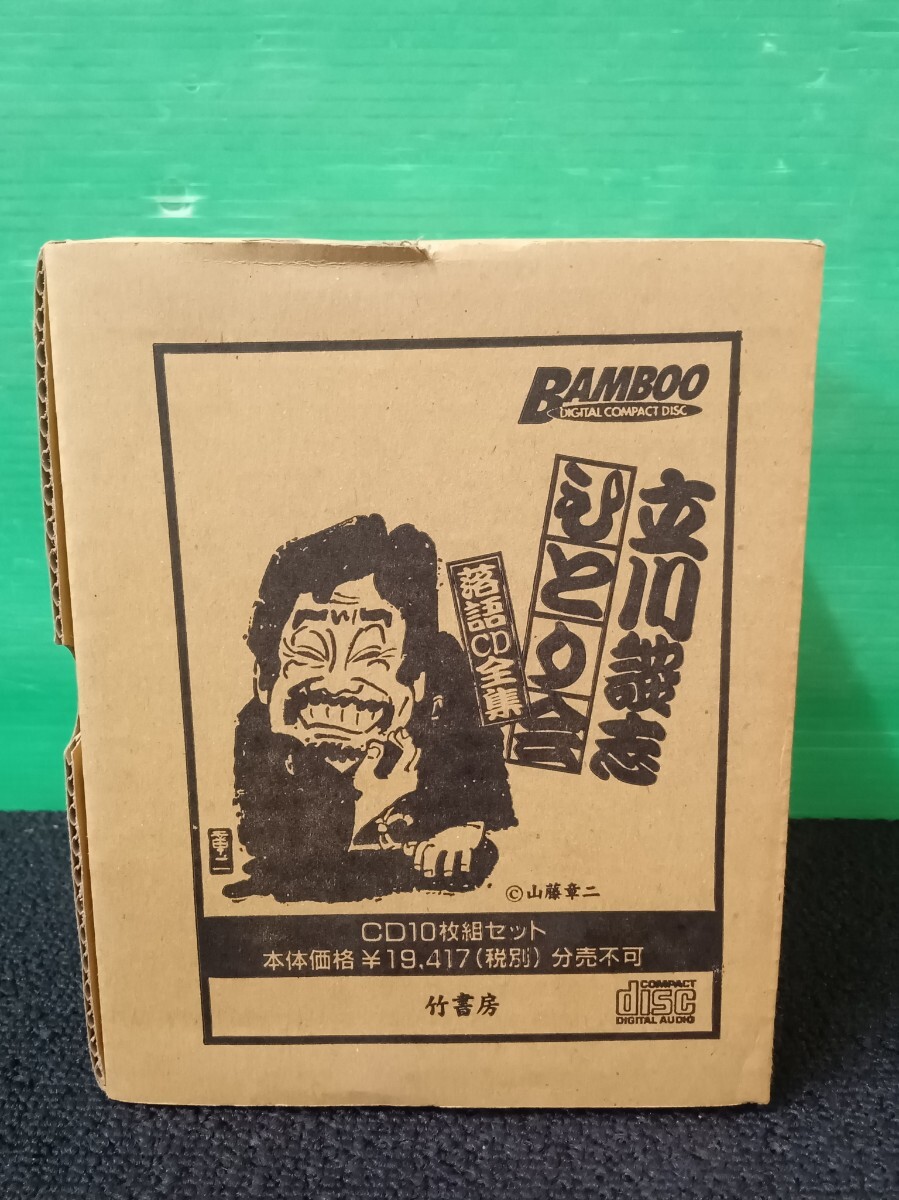 BAMBOO
DIGITAL COMPACT DISC
立川談志
ひとり会
落語CD全集
章二
©山藤章二
CD10枚組セット
本体価格¥19,417(税別) 分売不可
竹書房
COMPACT
disc
DIGITAL AUDIO